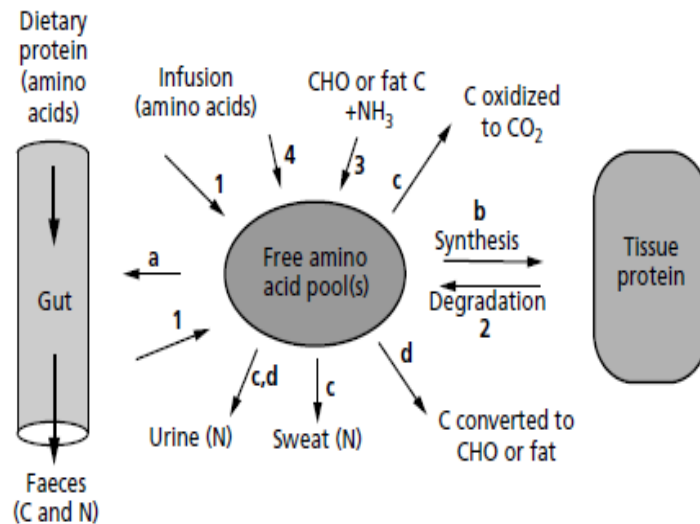 Dietary
protein
(amino
acids)
Infusion
(amino acids)
CHO or fat C
+NH₃
C oxidized
to CO₂
1
4
3
c
b
Synthesis
Degradation
2
Tissue
protein
Free amino
acid pool(s)
a
Gut
1
c,d
c
d
Urine (N)
Sweat (N)
C converted to
CHO or fat
Faeces
(C and N)